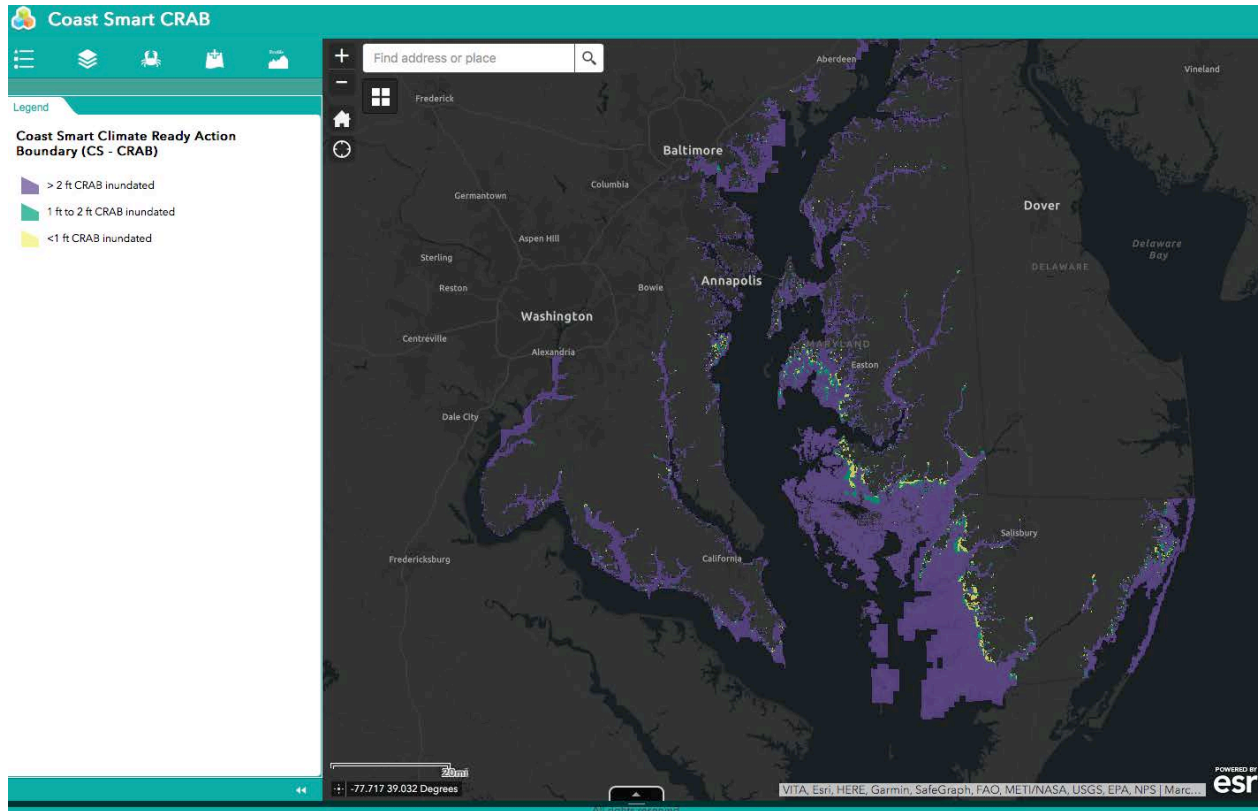 Coast Smart CRAB
Legend
Coast Smart Climate Ready Action
Boundary (CS - CRAB)
> 2 ft CRAB inundated
1 ft to 2 ft CRAB inundated
<1 ft CRAB inundated
+
−
Find address or place
Aberdeen
Vineland
Frederick
Baltimore
Columbia
Germantown
Dover
Aspen Hill
Delaware
Bay
Sterling
DELAWARE
Reston
Bowie
Annapolis
Washington
Centreville
MARYLAND
Alexandria
Easton
Dale City
Salisbury
Fredericksburg
California
20mi
-77.717 39.032 Degrees
VITA, Esri, HERE, Garmin, SafeGraph, FAO, METI/NASA, USGS, EPA, NPS | Marc...
POWERED BY
esri